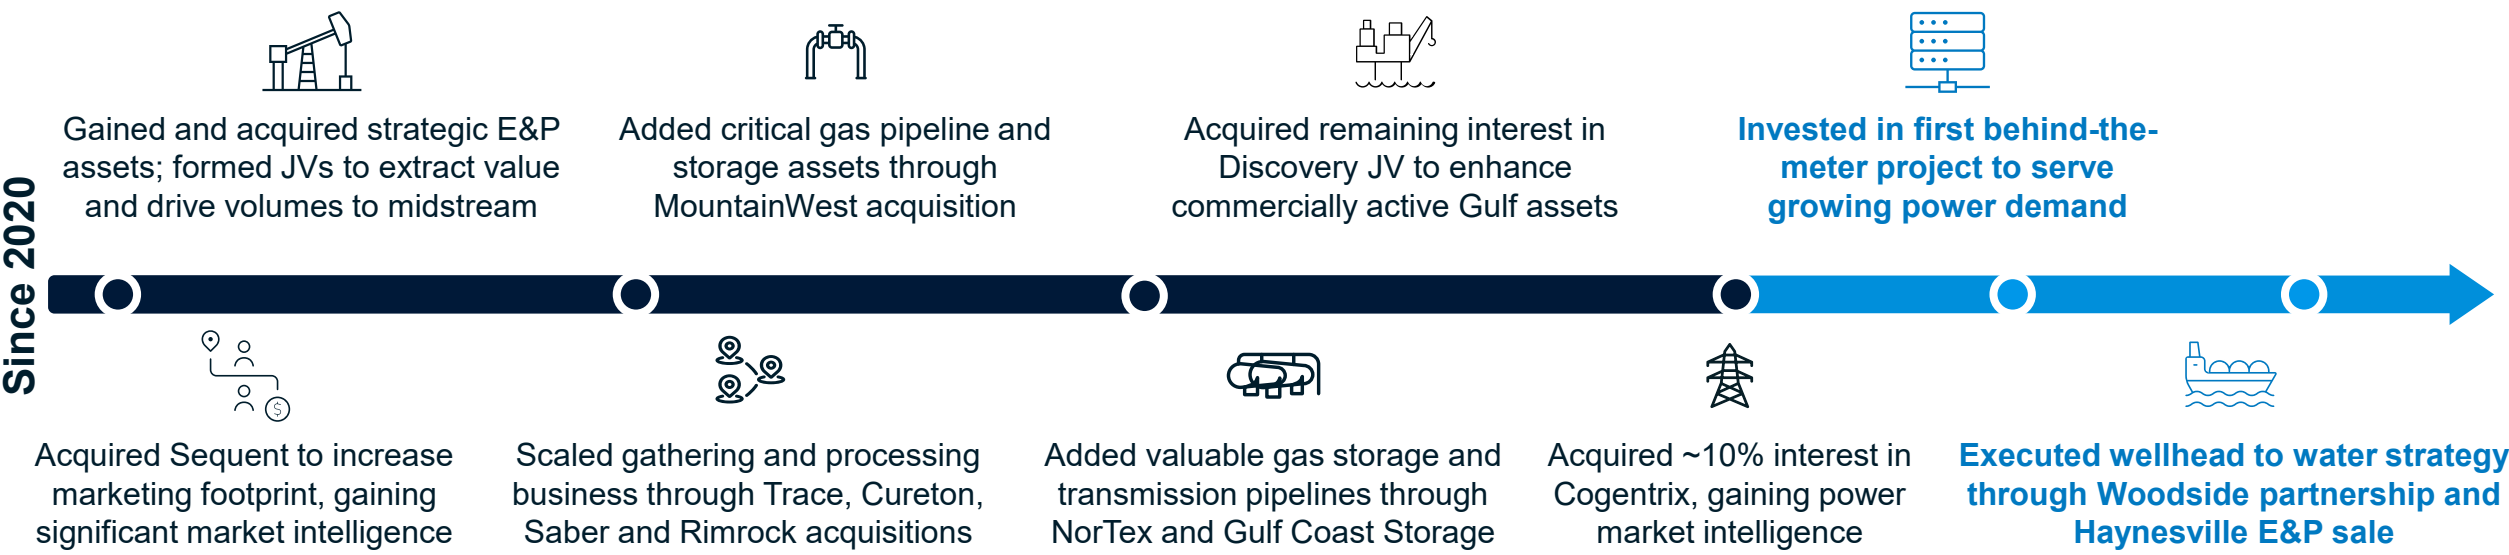 Since 2020
Gained and acquired strategic E&P
assets; formed JVs to extract value
and drive volumes to midstream
Added critical gas pipeline and
storage assets through
MountainWest acquisition
Acquired remaining interest in
Discovery JV to enhance
commercially active Gulf assets
Invested in first behind-the-
meter project to serve
growing power demand
Acquired Sequent to increase
marketing footprint, gaining
significant market intelligence
Scaled gathering and processing
business through Trace, Cureton,
Saber and Rimrock acquisitions
Added valuable gas storage and
transmission pipelines through
NorTex and Gulf Coast Storage
Acquired ~10% interest in
Cogentrix, gaining power
market intelligence
Executed wellhead to water strategy
through Woodside partnership and
Haynesville E&P sale